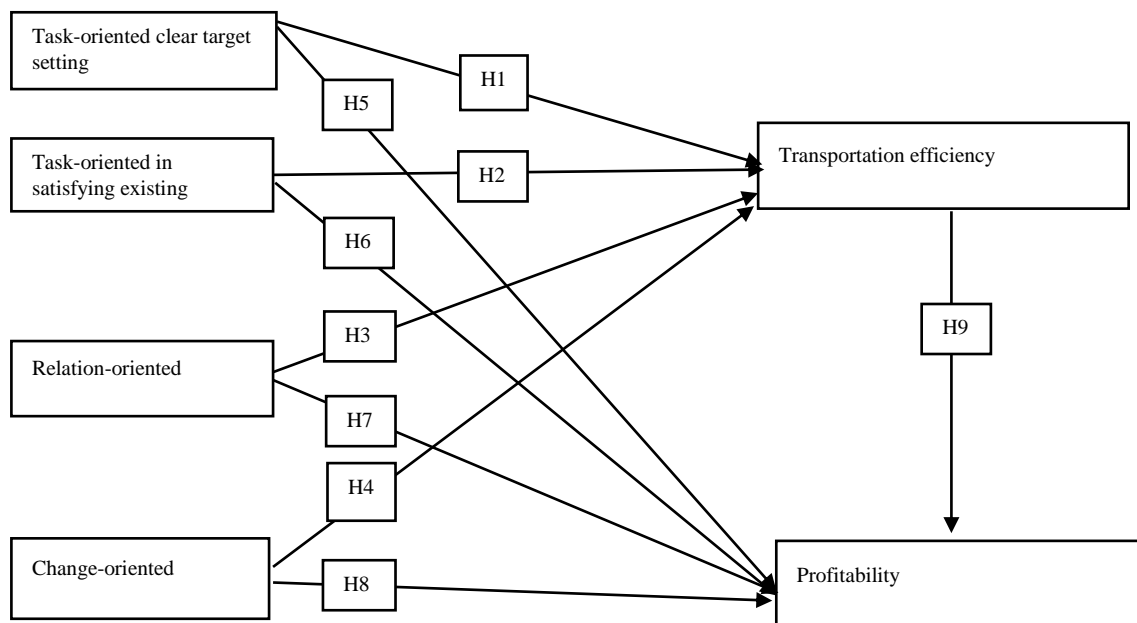 Task-oriented clear target
setting
H1
H5
Task-oriented in
satisfying existing
H2
Transportation efficiency
H6
H3
H9
Relation-oriented
H7
H4
Change-oriented
H8
Profitability